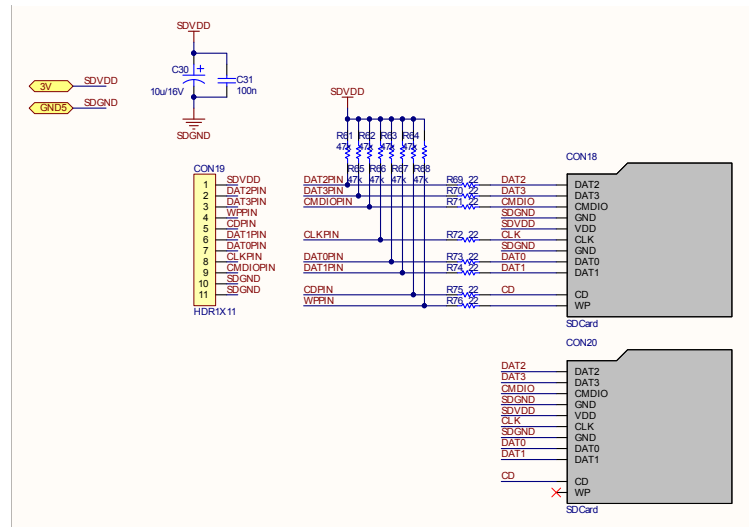 SDVDD
C30
+
C31
10u/16V
100n
SDGND
3V
SDVDD
GND5
SDGND
SDVDD
R61 R62 R63 R64
47k 47k 47k 47k
R65 R66 R67 R68
47k 47k 47k 47k
CON19
1 SDVDD
2 DAT2PIN
3 DAT3PIN
4 WPPIN
5 CDPIN
6 DAT1PIN
7 DAT0PIN
8 CLKPIN
9 CMDIOPIN
10 SDGND
11 SDGND
HDR1X11
CON18
DAT2PIN R69 22 DAT2 DAT2
DAT3PIN R70 22 DAT3 DAT3
CMDIOPIN R71 22 CMDIO CMDIO
SDGND GND
SDVDD VDD
CLKPIN R72 22 CLK CLK
SDGND GND
DAT0PIN R73 22 DAT0 DAT0
DAT1PIN R74 22 DAT1 DAT1
CDPIN R75 22 CD CD
WPPIN R76 22 WP
SDCard
CON20
DAT2 DAT2
DAT3 DAT3
CMDIO CMDIO
SDGND GND
SDVDD VDD
CLK CLK
SDGND GND
DAT0 DAT0
DAT1 DAT1
CD CD
WP
SDCard